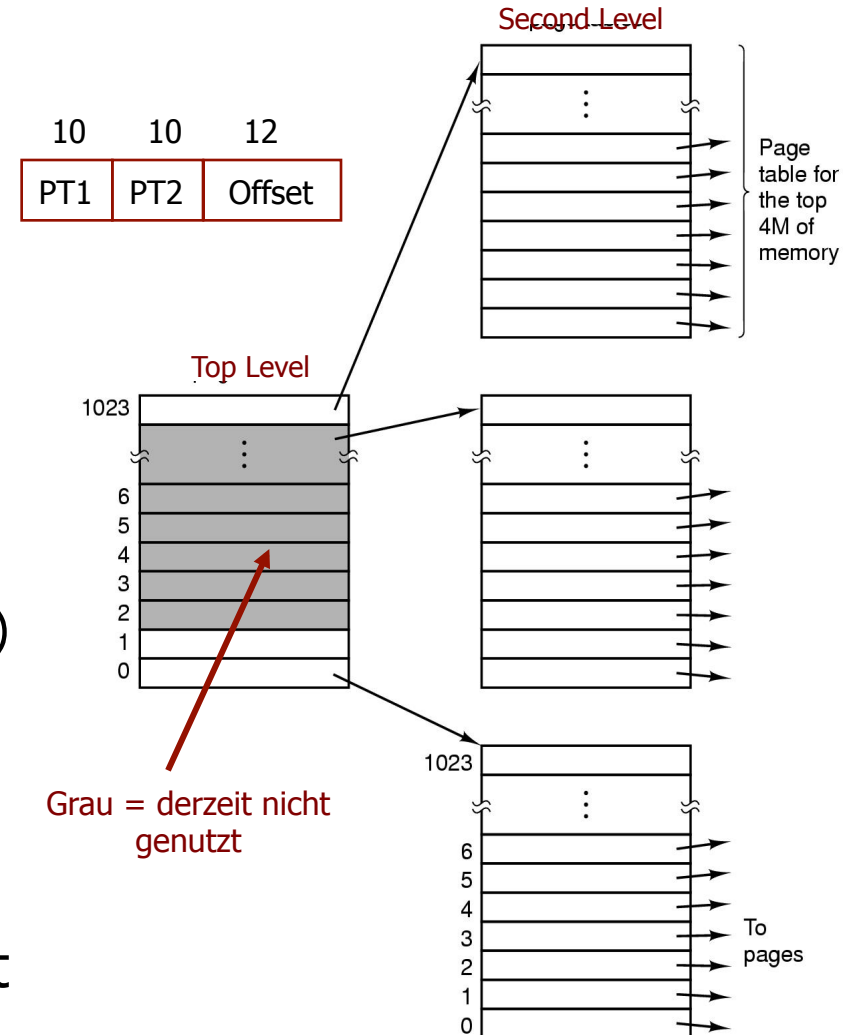 Second Level
10 10 12
PT1 PT2 Offset
Page
table for
the top
4M of
memory
Top Level
1023
6
5
4
3
2
1
0
)
Grau = derzeit nicht
genutzt
1023
6
5
4
3
2
1
0
To
pages
t